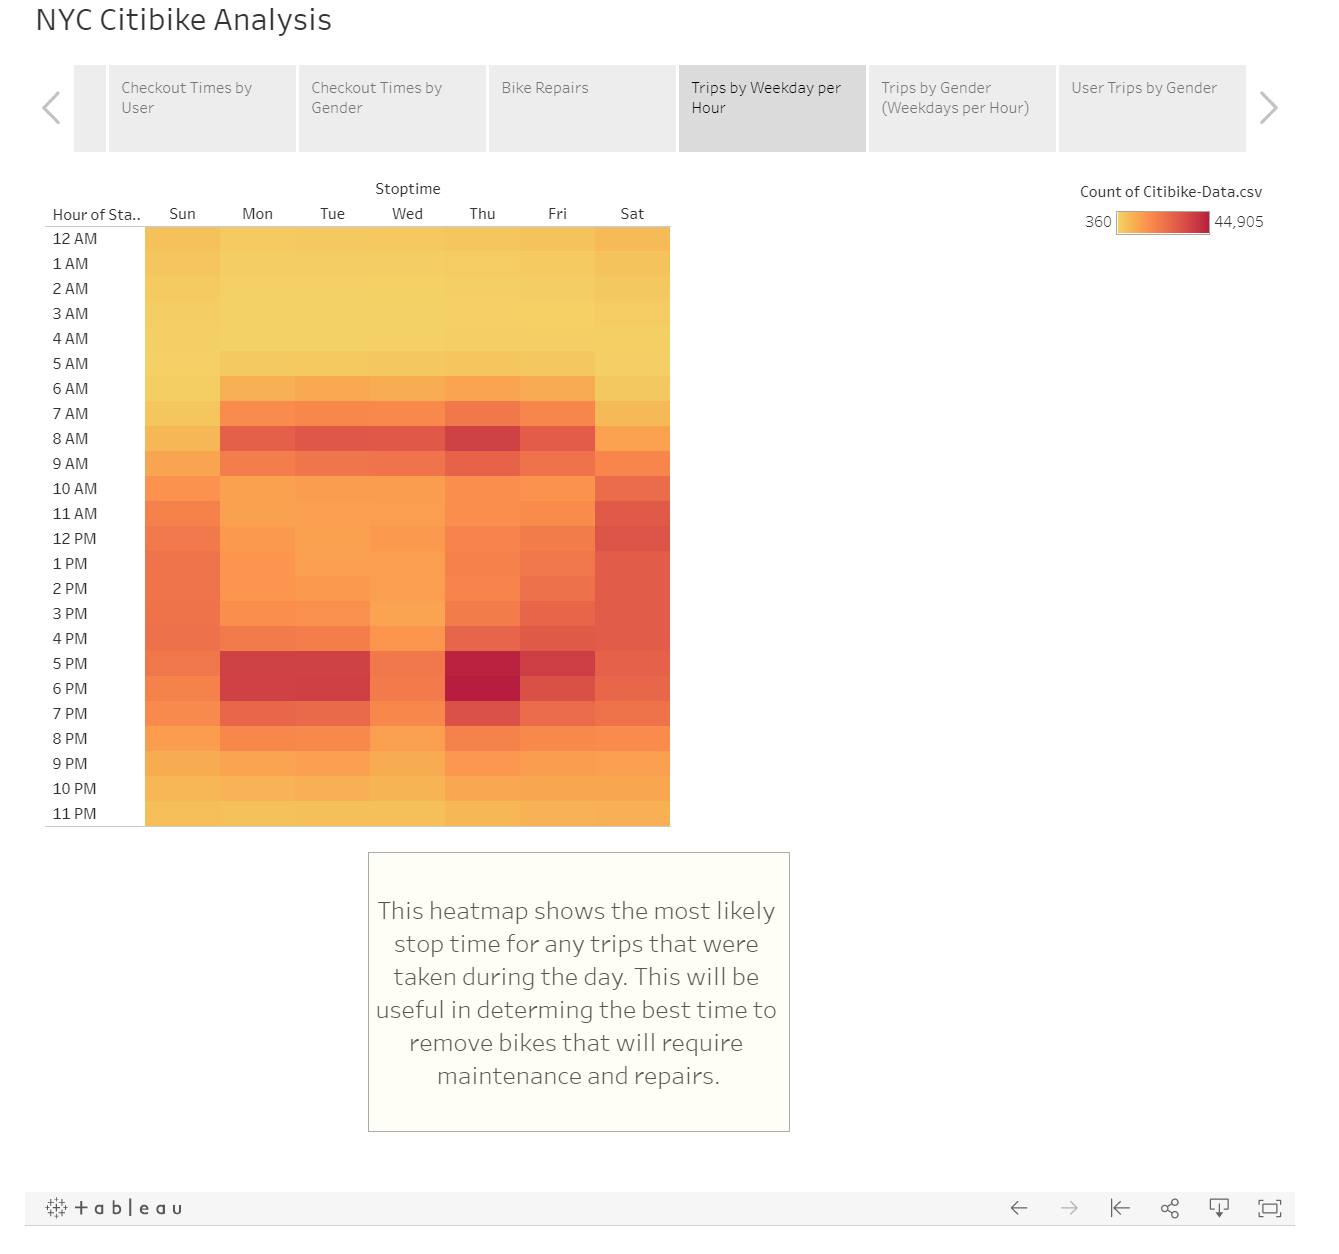 NYC Citibike Analysis
Checkout Times by
User
Checkout Times by
Gender
Bike Repairs
Trips by Weekday per
Hour
Trips by Gender
(Weekdays per Hour)
User Trips by Gender
Stoptime
Hour of Sta.. Sun Mon Tue Wed Thu Fri Sat
12 AM
1 AM
2 AM
3 AM
4 AM
5 AM
6 AM
7 AM
8 AM
9 AM
10 AM
11 AM
12 PM
1 PM
2 PM
3 PM
4 PM
5 PM
6 PM
7 PM
8 PM
9 PM
10 PM
11 PM
Count of Citibike-Data.csv
360 44,905
This heatmap shows the most likely
stop time for any trips that were
taken during the day. This will be
useful in determing the best time to
remove bikes that will require
maintenance and repairs.
+ableau